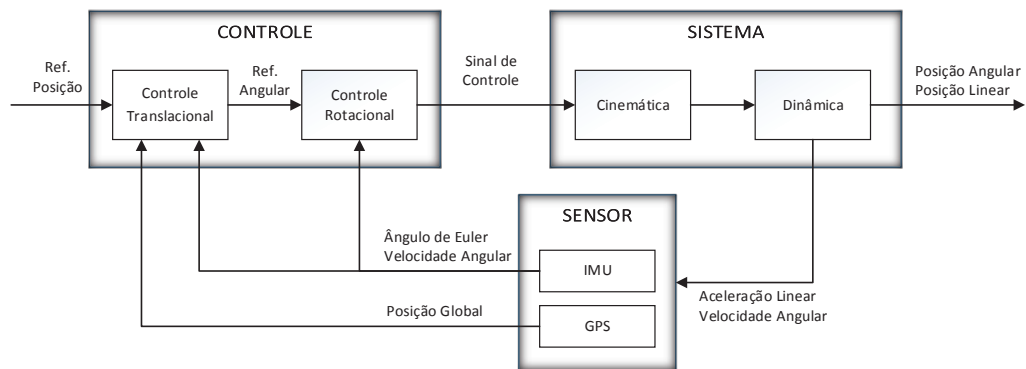 CONTROLE
SISTEMA
Ref.
Posição
Controle
Translacional
Ref.
Angular
Controle
Rotacional
Sinal de
Controle
Cinemática
Dinâmica
Posição Angular
Posição Linear
SENSOR
Ângulo de Euler
Velocidade Angular
IMU
Aceleração Linear
Velocidade Angular
Posição Global
GPS